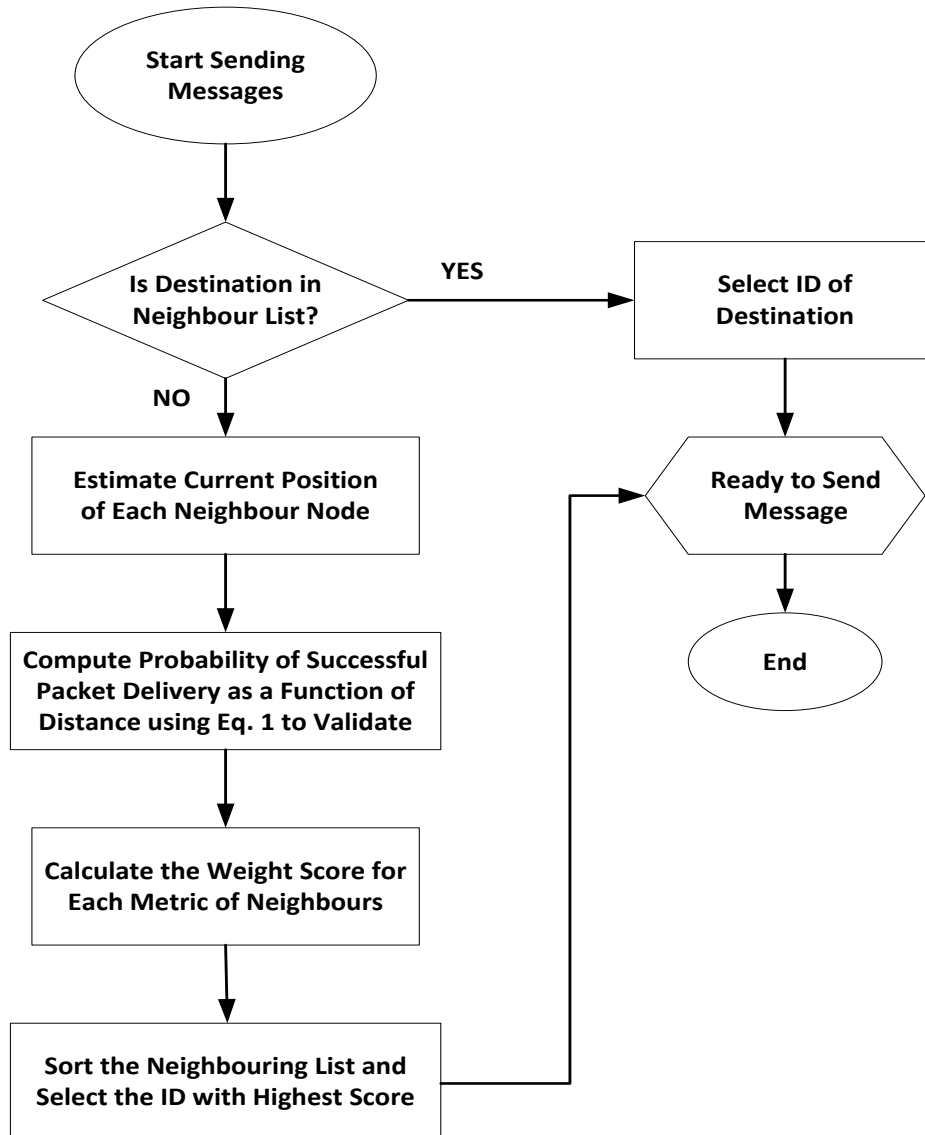 Start Sending
Messages
Is Destination in
Neighbour List?
YES
Select ID of
Destination
NO
Estimate Current Position
of Each Neighbour Node
Ready to Send
Message
Compute Probability of Successful
Packet Delivery as a Function of
Distance using Eq. 1 to Validate
End
Calculate the Weight Score for
Each Metric of Neighbours
Sort the Neighbouring List and
Select the ID with Highest Score